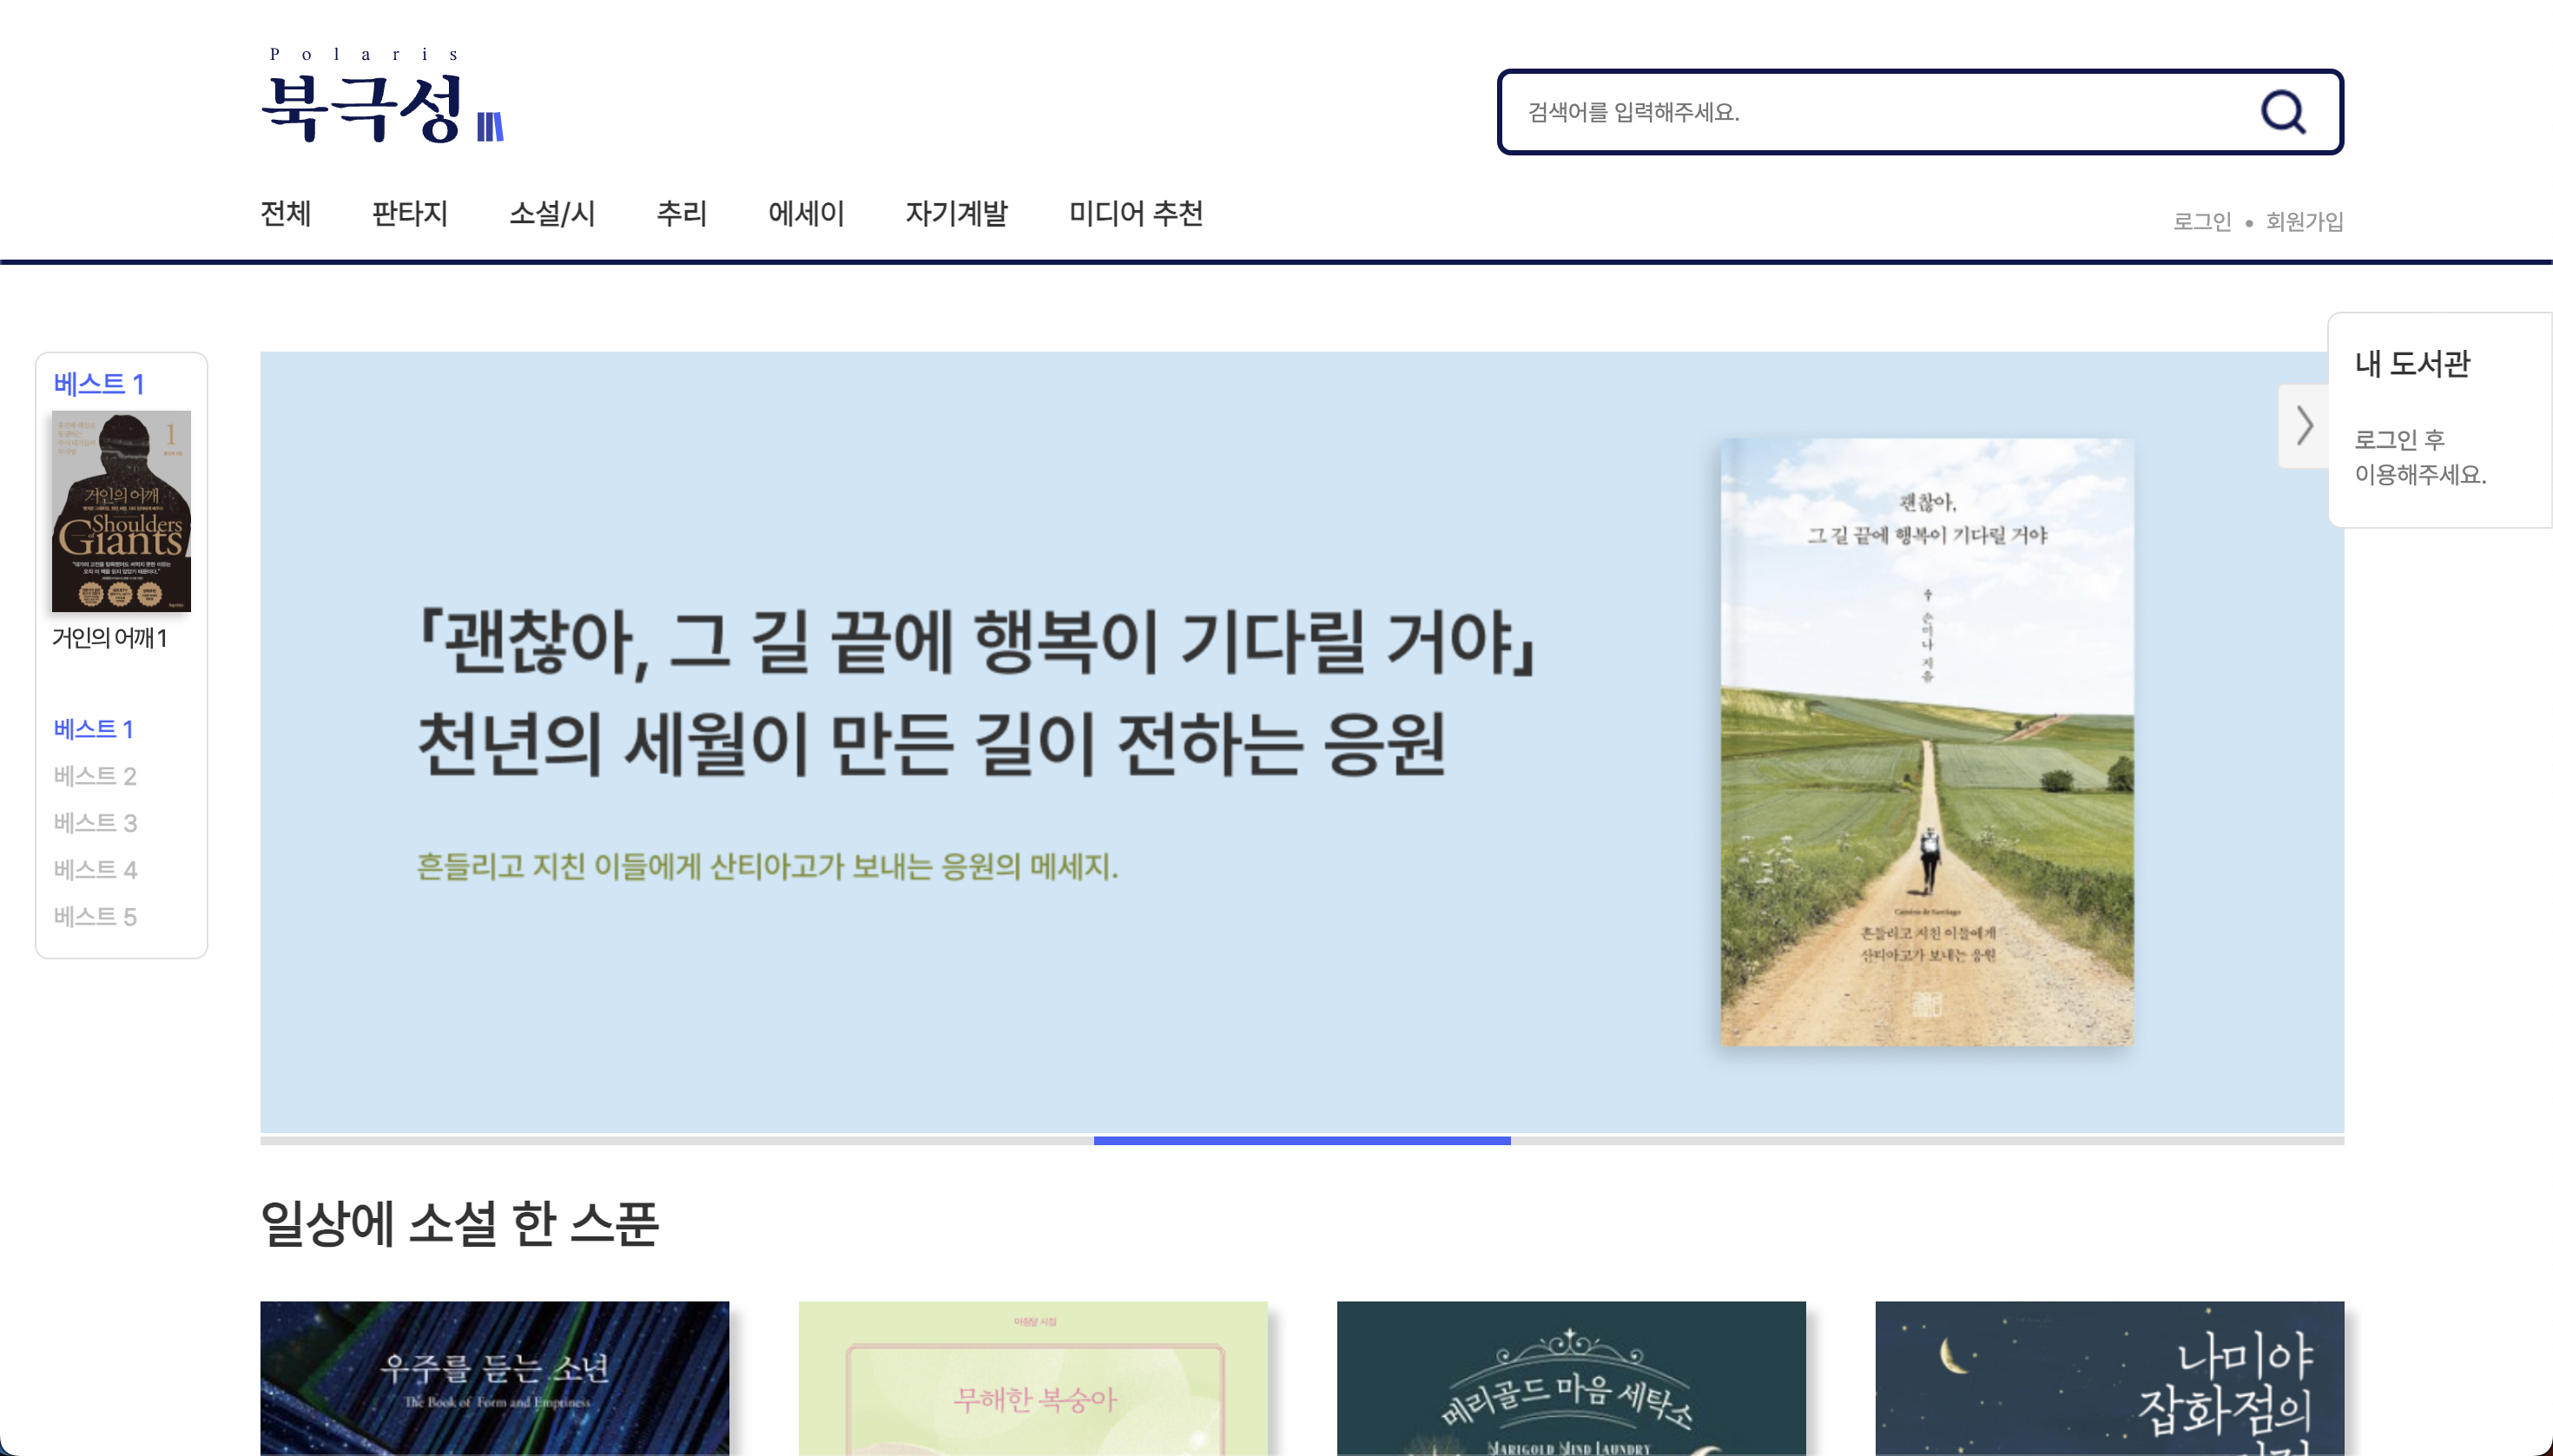 Polaris
북극성
검색어를 입력해주세요.
전체 판타지 소설/시 추리 에세이 자기계발 미디어 추천
로그인 • 회원가입
베스트 1
1
거인의 어깨
Shoulders
of
Giants
거인의 어깨 1
베스트 1
베스트 2
베스트 3
베스트 4
베스트 5
「괜찮아, 그 길 끝에 행복이 기다릴 거야」
천년의 세월이 만든 길이 전하는 응원
흔들리고 지친 이들에게 산티아고가 보내는 응원의 메세지.
괜찮아,
그 길 끝에 행복이 기다릴 거야
손미나 지음
Camino de Santiago
흔들리고 지친 이들에게
산티아고가 보내는 응원
내 도서관
로그인 후
이용해주세요.
일상에 소설 한 스푼
우주를 듣는 소년
The Book of Form and Emptiness
무해한 복숭아
메리골드 마음 세탁소
Marigold Mind Laundry
나미야
잡화점의